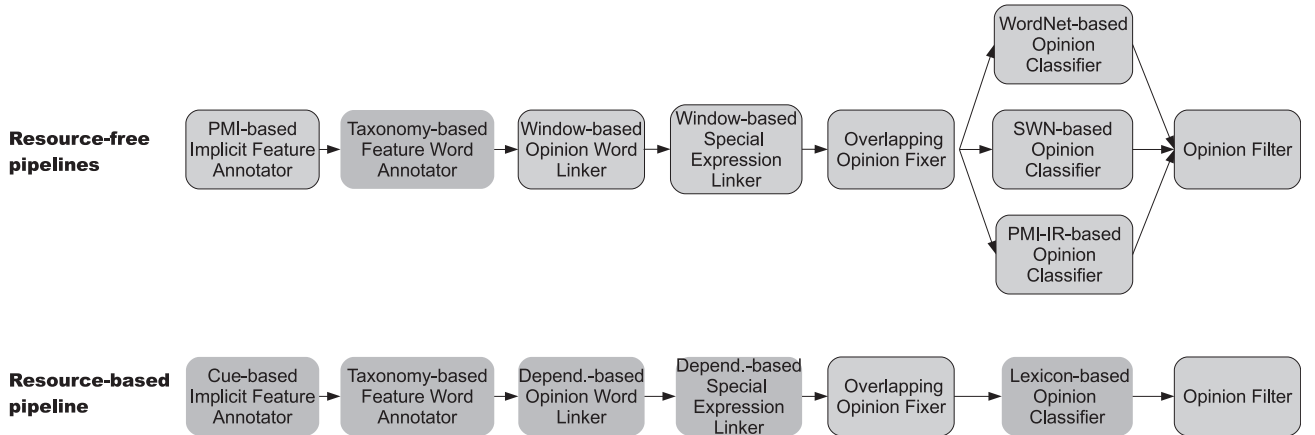 WordNet-based
Opinion
Classifier
Resource-free
pipelines
PMI-based
Implicit Feature
Annotator
Taxonomy-based
Feature Word
Annotator
Window-based
Opinion Word
Linker
Window-based
Special
Expression
Linker
Overlapping
Opinion Fixer
SWN-based
Opinion
Classifier
Opinion Filter
PMI-IR-based
Opinion
Classifier
Resource-based
pipeline
Cue-based
Implicit Feature
Annotator
Taxonomy-based
Feature Word
Annotator
Depend.-based
Opinion Word
Linker
Depend.-based
Special
Expression
Linker
Overlapping
Opinion Fixer
Lexicon-based
Opinion
Classifier
Opinion Filter